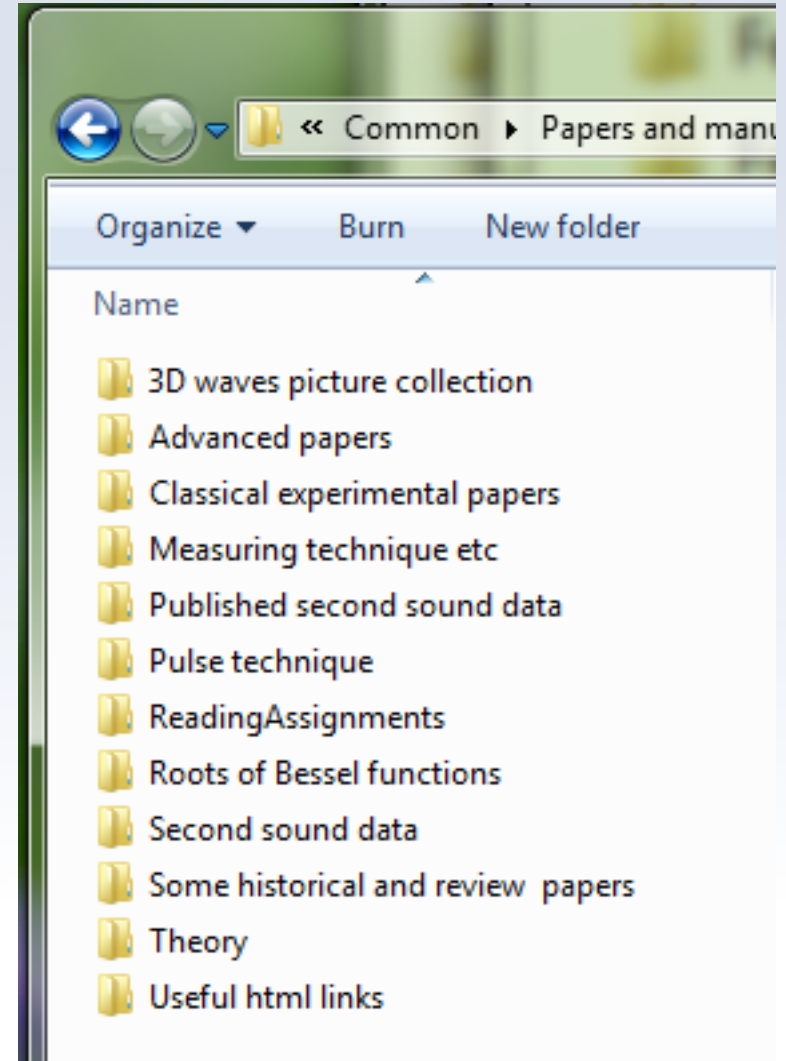 « Common ▸ Papers and manu
Organize Burn New folder
Name
3D waves picture collection
Advanced papers
Classical experimental papers
Measuring technique etc
Published second sound data
Pulse technique
ReadingAssignments
Roots of Bessel functions
Second sound data
Some historical and review  papers
Theory
Useful html links